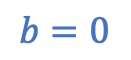 b = 0